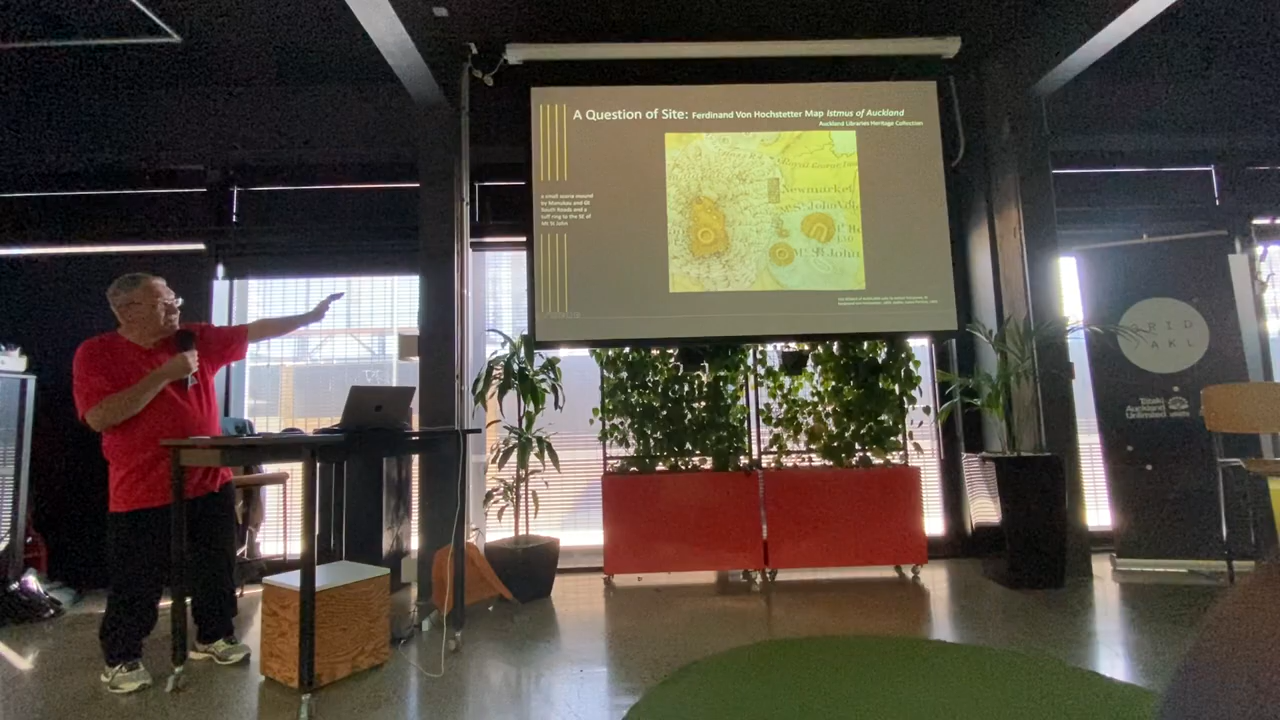 A Question of Site: Ferdinand Von Hochstetter Map Istmus of Auckland
Auckland Libraries Heritage Collection
a small scoria mound
by Manukau and Gt
South Roads and a
tuff ring to the SE of
Mt St John
Newmarket
Mt St John
GRID
AKL
Tātaki
Auckland
Unlimited